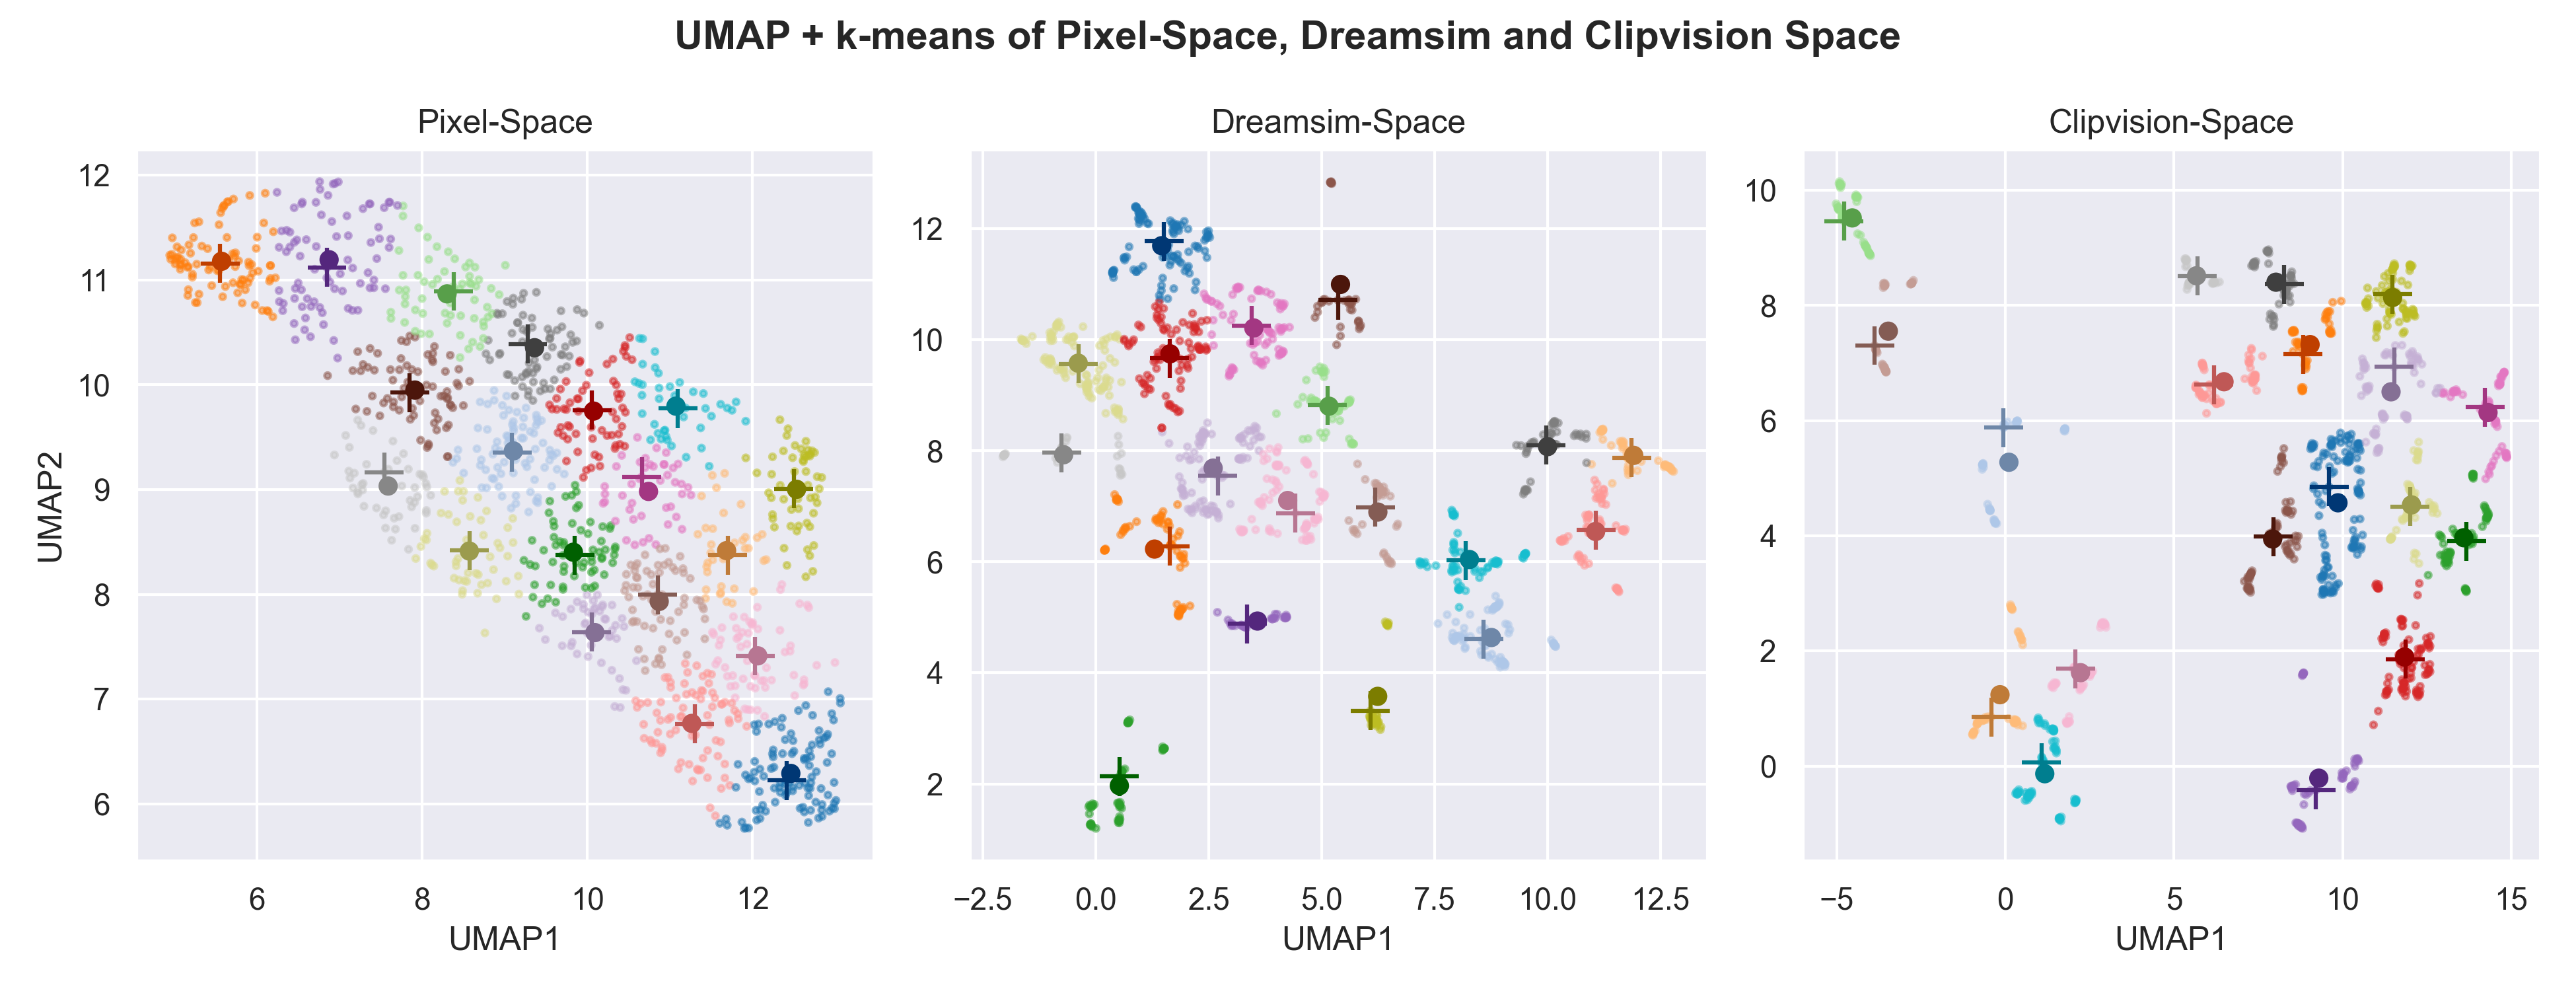 UMAP + k-means of Pixel-Space, Dreamsim and Clipvision Space
Pixel-Space
12
11
10
9
8
7
6
UMAP2
6 8 10 12
UMAP1
Dreamsim-Space
12
10
8
6
4
2
−2.5 0.0 2.5 5.0 7.5 10.0 12.5
UMAP1
Clipvision-Space
10
8
6
4
2
0
−5 0 5 10 15
UMAP1